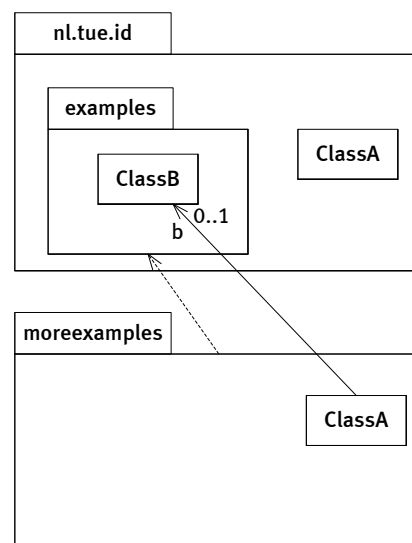 nl.tue.id
examples
ClassB
ClassA
0..1
b
moreexamples
ClassA